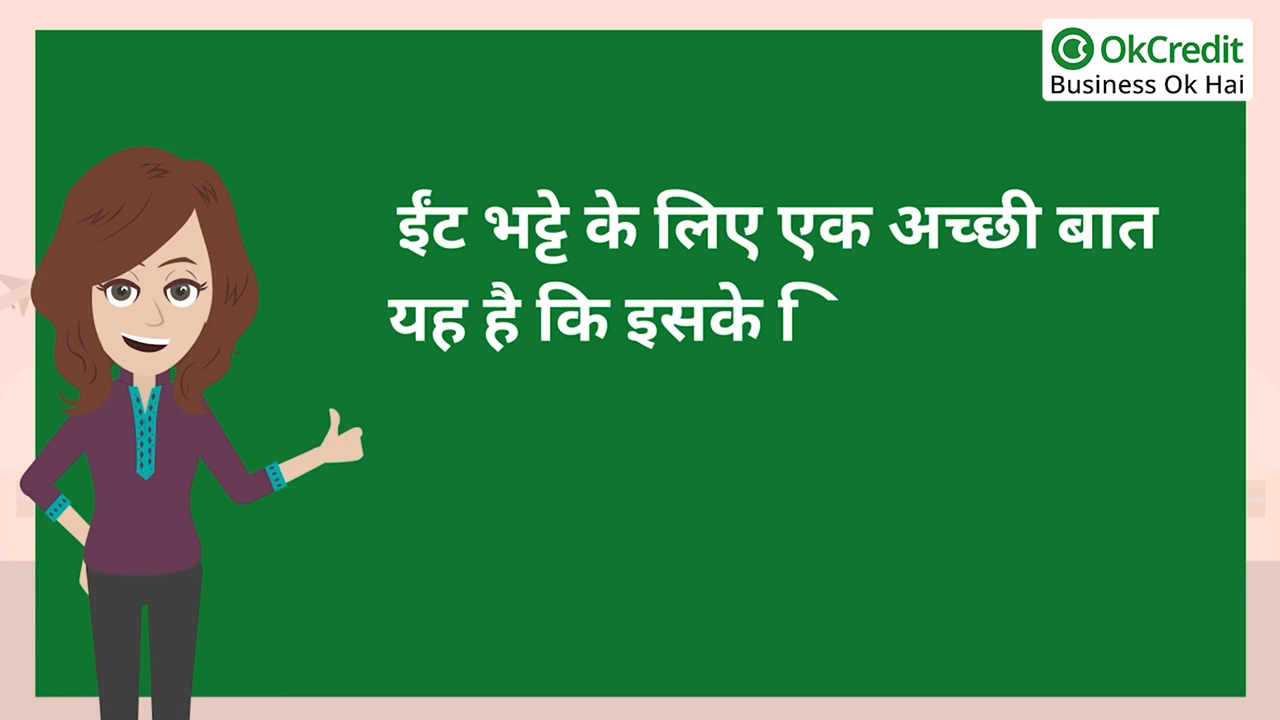 OkCredit
Business Ok Hai
ईंट भट्टे के लिए एक अच्छी बात
यह है कि इसके